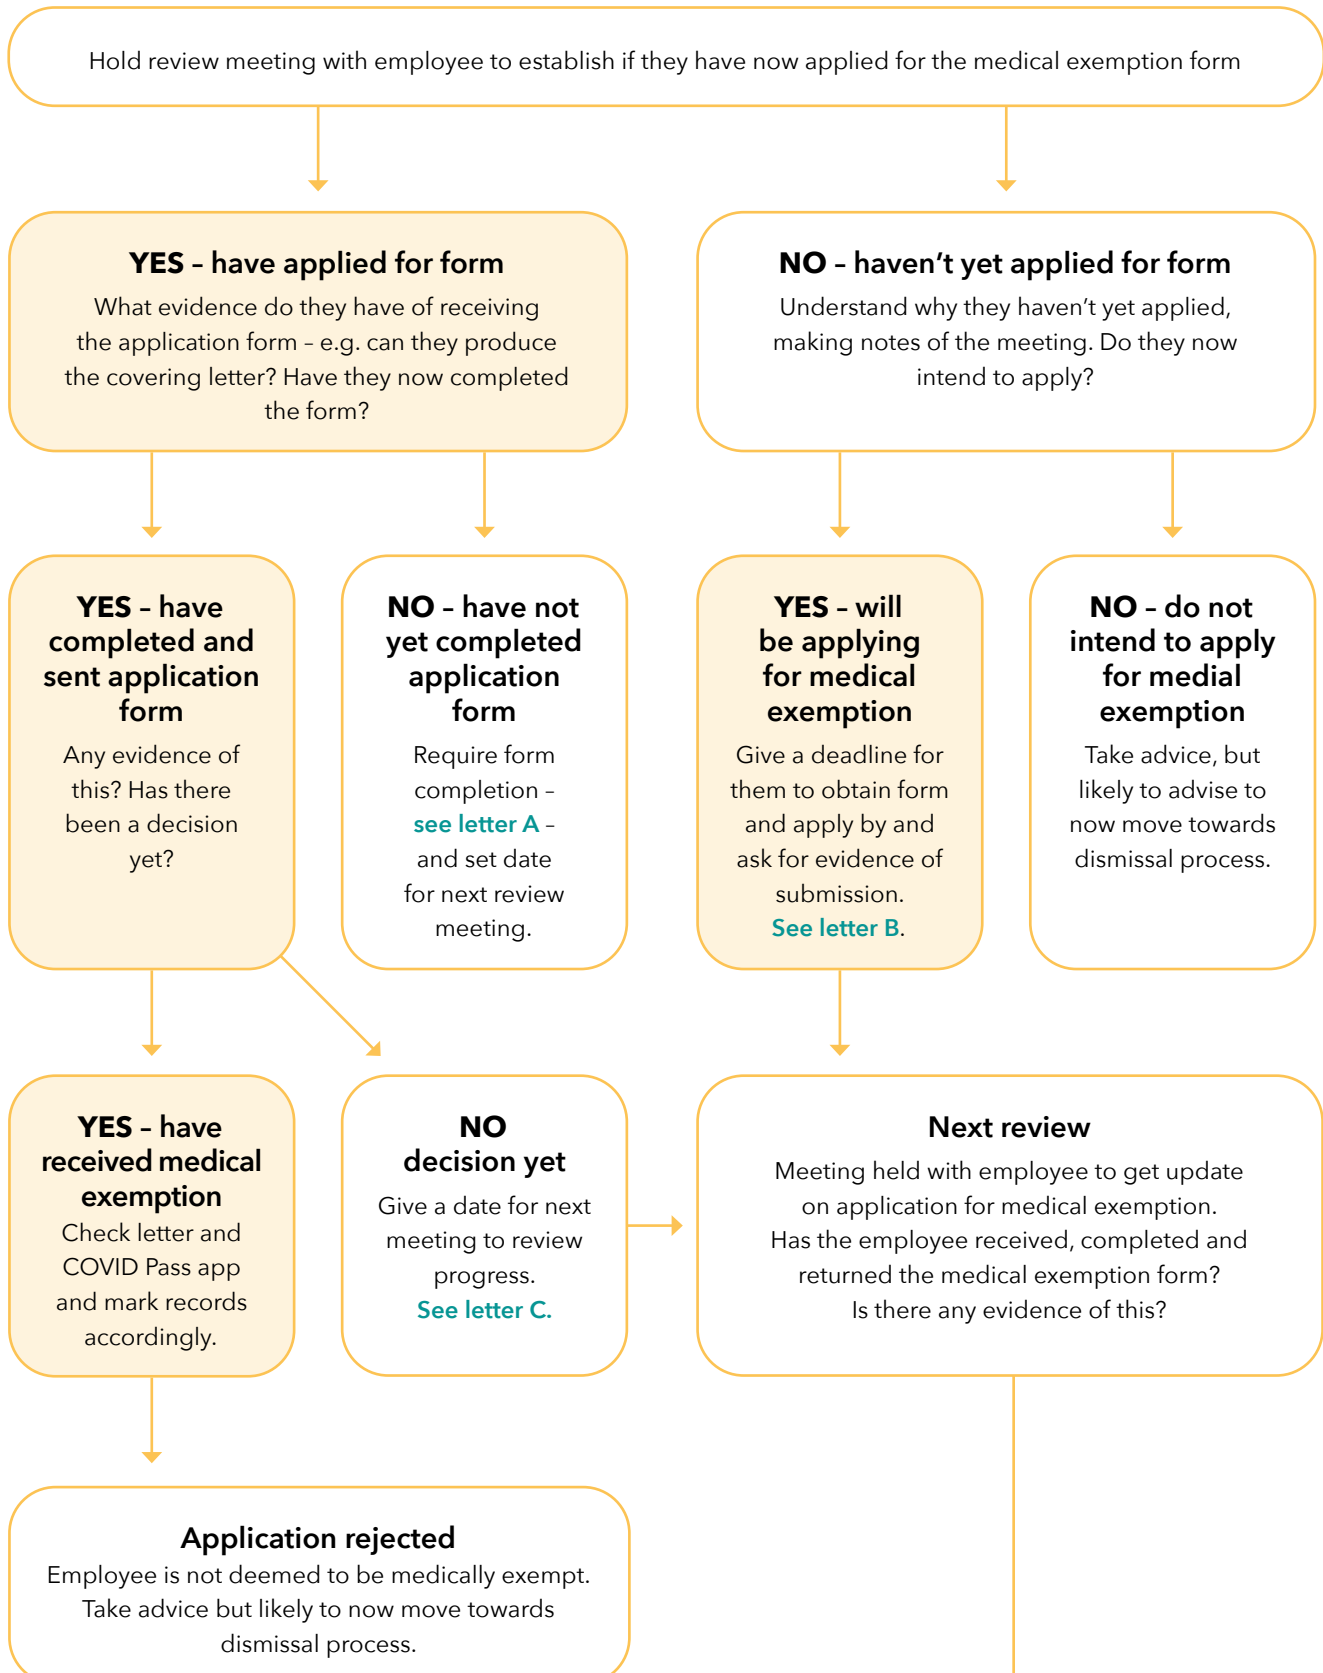 Hold review meeting with employee to establish if they have now applied for the medical exemption form
YES – have applied for form
What evidence do they have of receiving
the application form – e.g. can they produce
the covering letter? Have they now completed
the form?
NO – haven't yet applied for form
Understand why they haven't yet applied,
making notes of the meeting. Do they now
intend to apply?
YES – have
completed and
sent application
form
Any evidence of
this? Has there
been a decision
yet?
NO – have not
yet completed
application
form
Require form
completion –
see letter A –
and set date
for next review
meeting.
YES – will
be applying
for medical
exemption
Give a deadline for
them to obtain form
and apply by and
ask for evidence of
submission.
See letter B.
NO – do not
intend to apply
for medial
exemption
Take advice, but
likely to advise to
now move towards
dismissal process.
YES – have
received medical
exemption
Check letter and
COVID Pass app
and mark records
accordingly.
NO
decision yet
Give a date for next
meeting to review
progress.
See letter C.
Next review
Meeting held with employee to get update
on application for medical exemption.
Has the employee received, completed and
returned the medical exemption form?
Is there any evidence of this?
Application rejected
Employee is not deemed to be medically exempt.
Take advice but likely to now move towards
dismissal process.